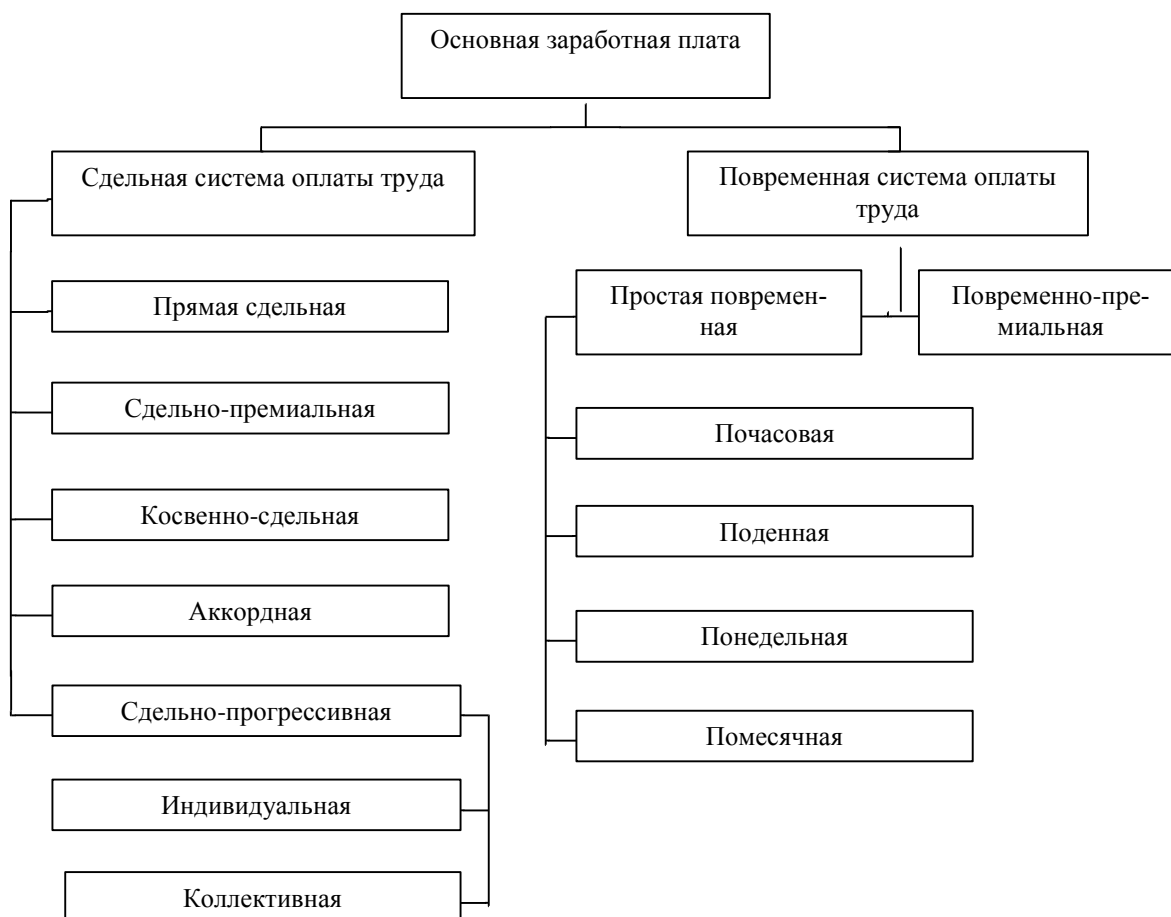 Основная заработная плата
Сдельная система оплаты труда
Повременная система оплаты
труда
Прямая сдельная
Сдельно-премиальная
Косвенно-сдельная
Аккордная
Сдельно-прогрессивная
Индивидуальная
Коллективная
Простая повремен-
ная
Повременно-пре-
миальная
Почасовая
Поденная
Понедельная
Помесячная